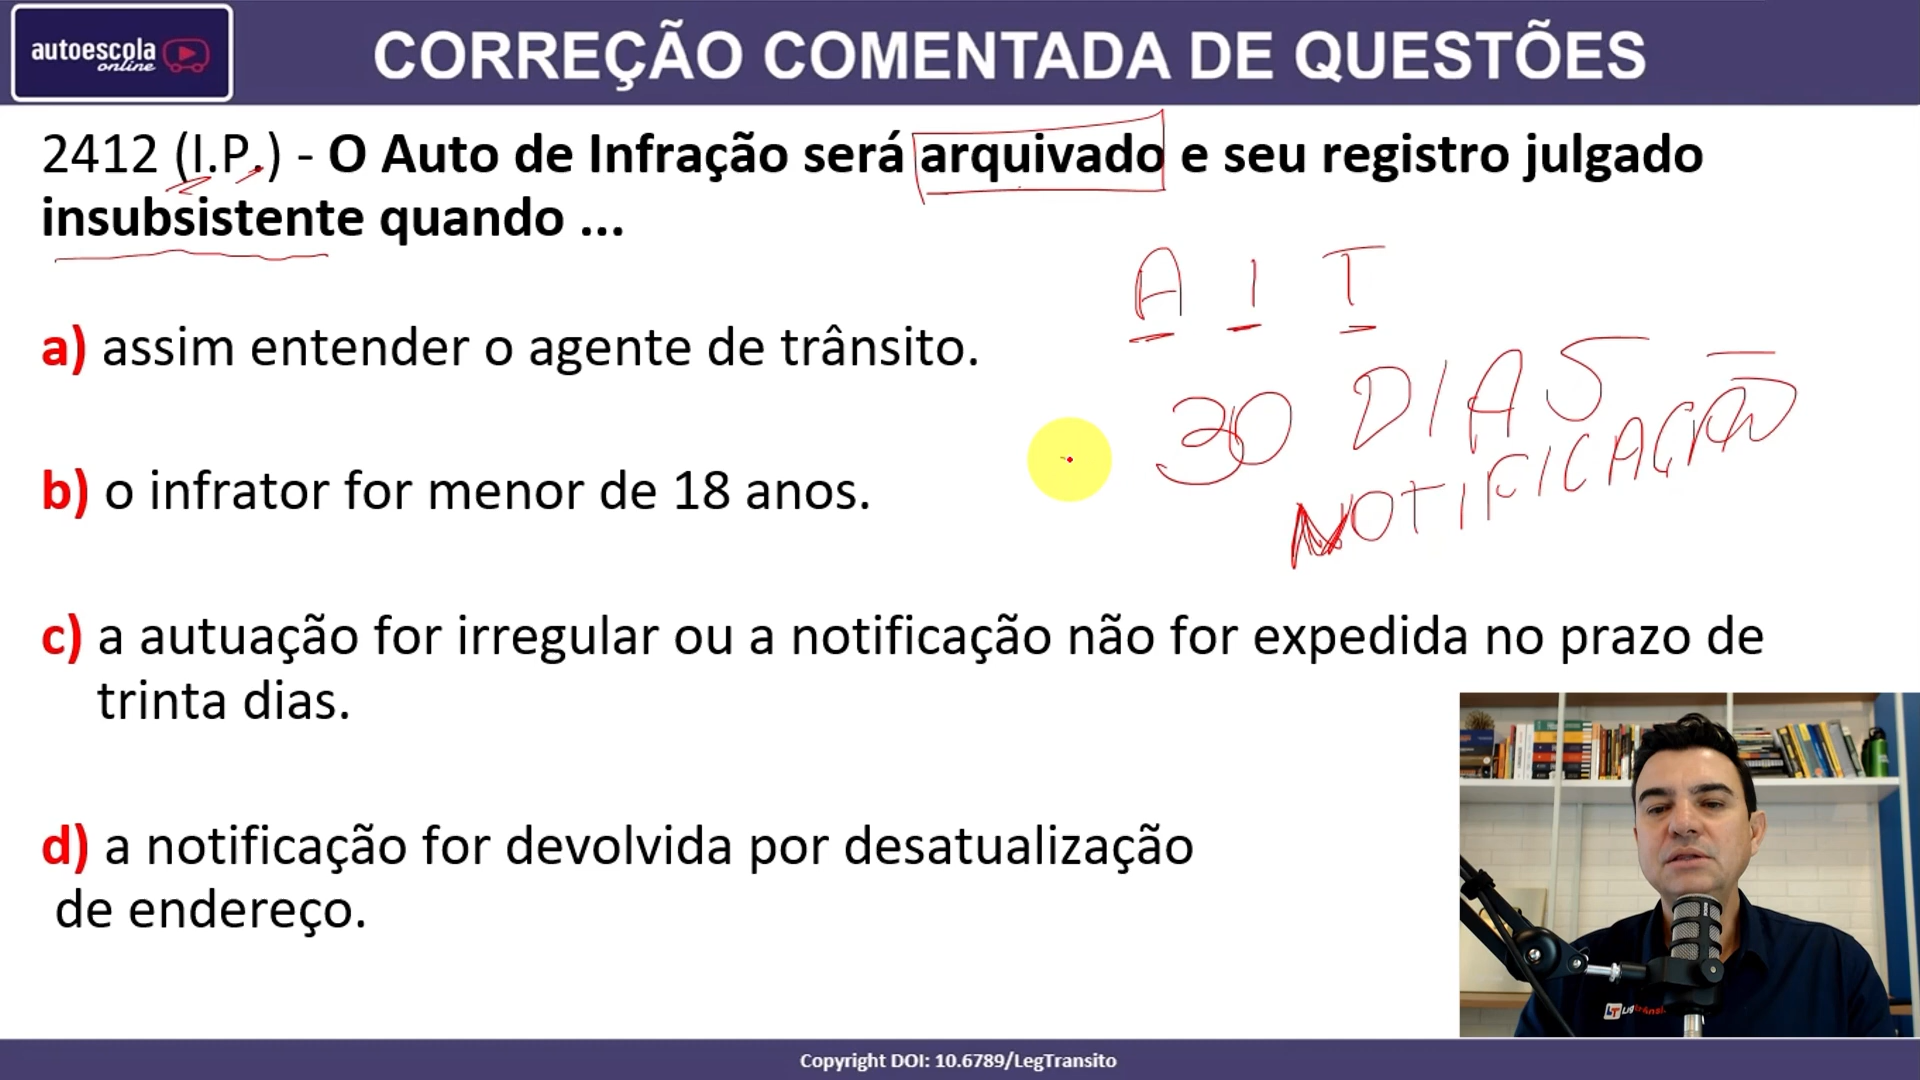 autoescola
online
CORREÇÃO COMENTADA DE QUESTÕES
2412 (I.P.) - O Auto de Infração será arquivado e seu registro julgado
insubsistente quando ...
A I T
30 DIAS
NOTIFICAÇÃO
a) assim entender o agente de trânsito.
b) o infrator for menor de 18 anos.
c) a autuação for irregular ou a notificação não for expedida no prazo de
trinta dias.
d) a notificação for devolvida por desatualização
de endereço.
LT
Copyright DOI: 10.6789/LegTransito